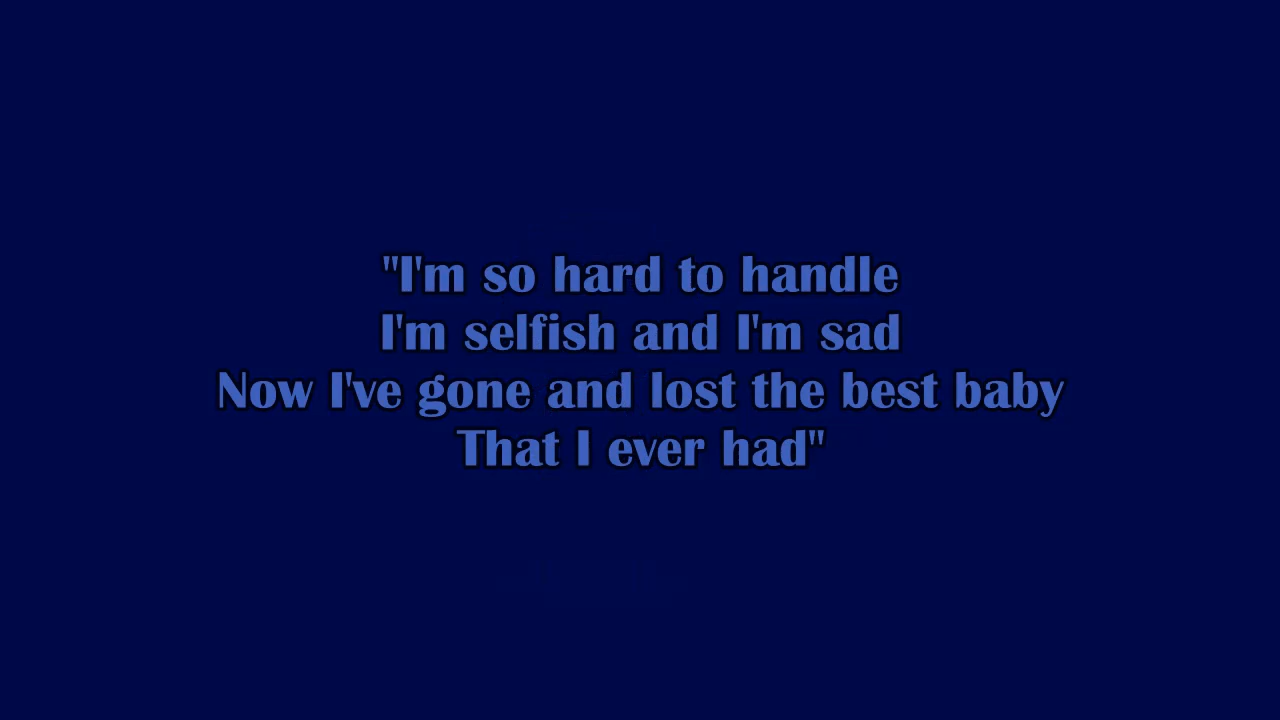 "I'm so hard to handle
I'm selfish and I'm sad
Now I've gone and lost the best baby
That I ever had"